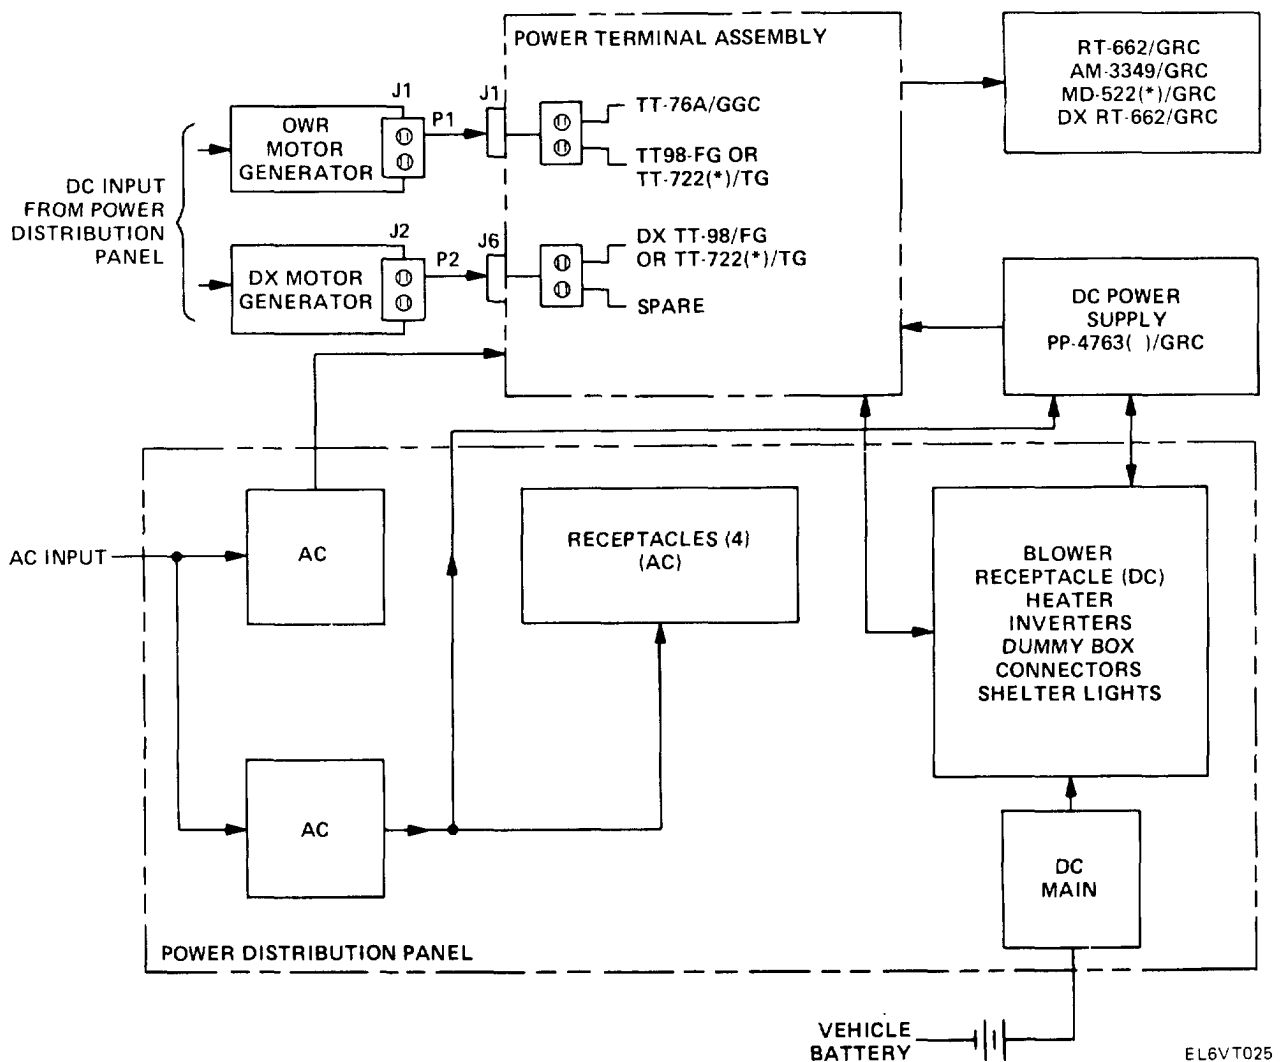 POWER TERMINAL ASSEMBLY
RT-662/GRC
AM-3349/GRC
MD-522(*)/GRC
DX RT-662/GRC
J1
P1
J1
OWR
MOTOR
GENERATOR
TT-76A/GGC
TT98-FG OR
TT-722(*)/TG
DC INPUT
FROM POWER
DISTRIBUTION
PANEL
J2
P2
J6
DX MOTOR
GENERATOR
DX TT-98/FG
OR TT-722(*)/TG
SPARE
DC POWER
SUPPLY
PP-4763( )/GRC
AC INPUT
AC
RECEPTACLES (4)
(AC)
BLOWER
RECEPTACLE (DC)
HEATER
INVERTERS
DUMMY BOX
CONNECTORS
SHELTER LIGHTS
AC
DC
MAIN
POWER DISTRIBUTION PANEL
VEHICLE
BATTERY
EL6VT025